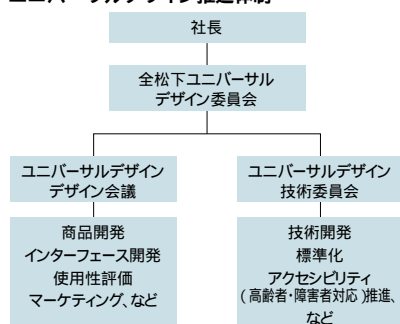 ユニバーサルデザイン推進体制
社長
全松下ユニバーサル
デザイン委員会
ユニバーサルデザイン
デザイン会議
ユニバーサルデザイン
技術委員会
商品開発
インターフェース開発
使用性評価
マーケティング、など
技術開発
標準化
アクセシビリティ
(高齢者・障害者対応)推進、
など